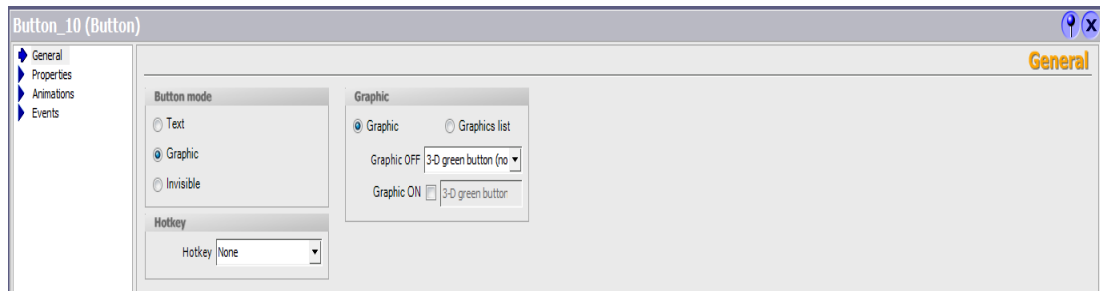 Button_10 (Button)
General
Properties
Animations
Events
General
Button mode
Text
Graphic
Invisible
Hotkey
Hotkey None
Graphic
Graphic Graphics list
Graphic OFF 3-D green button (no
Graphic ON 3-D green button